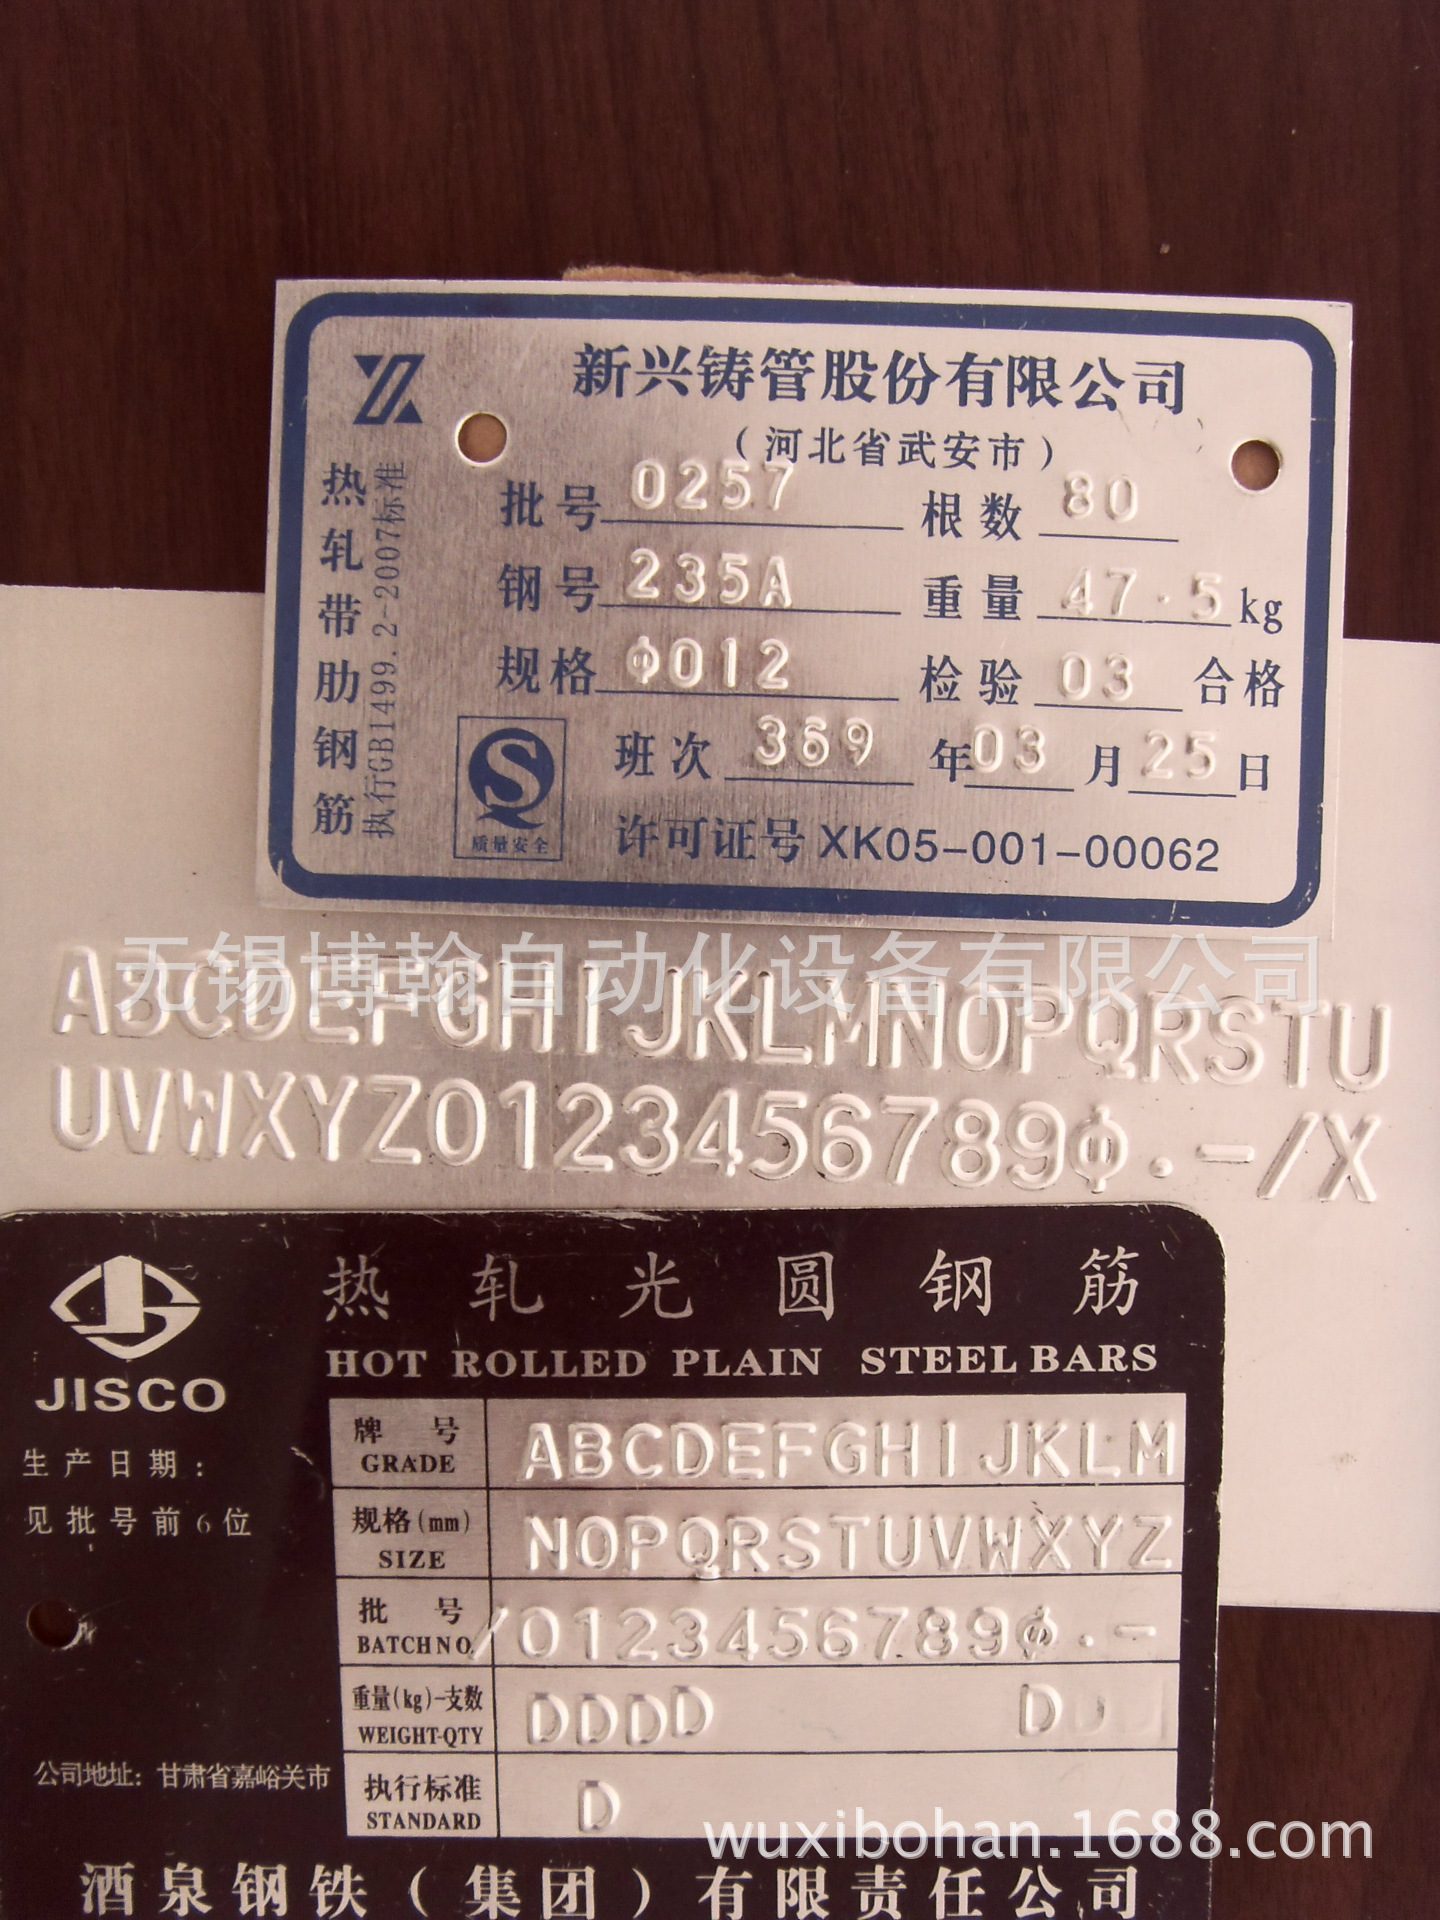 新兴铸管股份有限公司
(河北省武安市)
热轧带肋钢筋
执行GB1499.2-2007标准
批号 0257 根数 80
钢号 235A 重量 47.5 kg
规格 Φ012 检验 03 合格
班次 369 年 03 月 25 日
质量安全
许可证号 XK05-001-00062
无锡博翰自动化设备有限公司
ABCDEFGHIJKLMNOPQRSTU
UVWXYZ0123456789Φ.-/X
热轧光圆钢筋
HOT ROLLED PLAIN STEEL BARS
JISCO
生产日期:
见批号前6位
牌号 ABCDEFGHIJKLM
GRADE
规格(mm) NOPQRSTUVWXYZ
SIZE
批号 /0123456789Φ.-
BATCH NO.
重量(kg)-支数 DDDD D
WEIGHT-QTY
执行标准 D
STANDARD
公司地址: 甘肃省嘉峪关市
wuxibohan.1688.com
酒泉钢铁(集团)有限责任公司